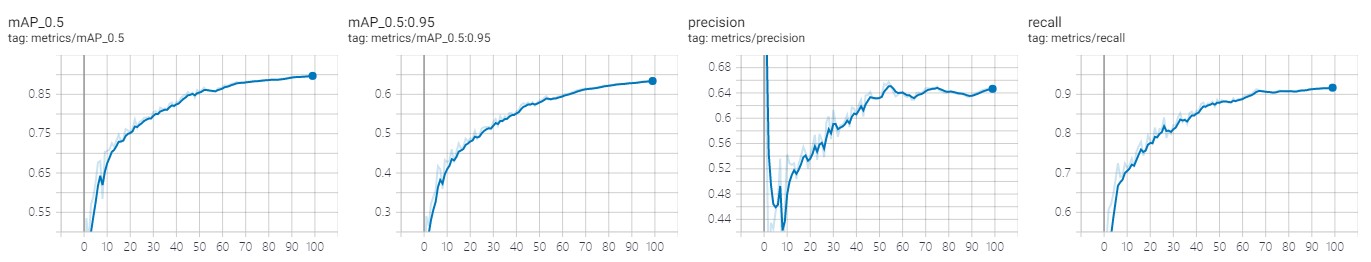 mAP_0.5
tag: metrics/mAP_0.5
0.85
0.75
0.65
0.55
0 10 20 30 40 50 60 70 80 90 100
mAP_0.5:0.95
tag: metrics/mAP_0.5:0.95
0.6
0.5
0.4
0.3
0 10 20 30 40 50 60 70 80 90 100
precision
tag: metrics/precision
0.68
0.64
0.6
0.56
0.52
0.48
0.44
0 10 20 30 40 50 60 70 80 90 100
recall
tag: metrics/recall
0.9
0.8
0.7
0.6
0 10 20 30 40 50 60 70 80 90 100